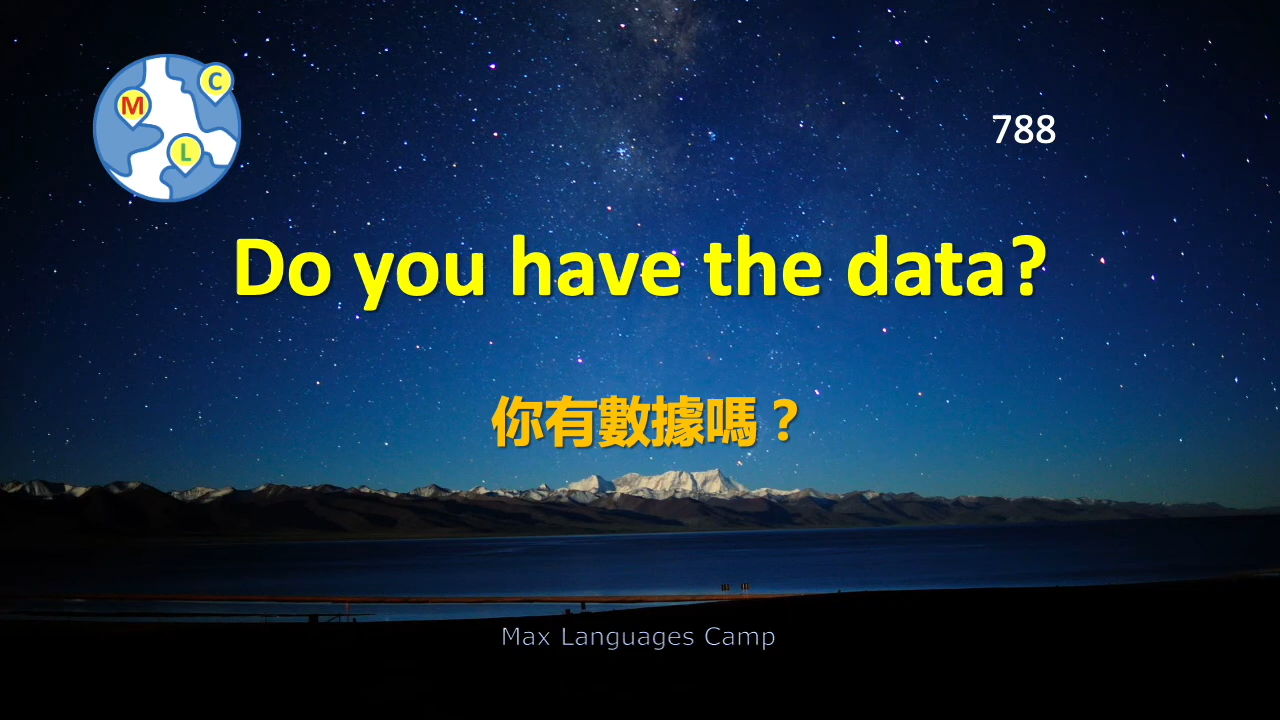 C
M
L
788
Do you have the data?
你有數據嗎？
Max Languages Camp